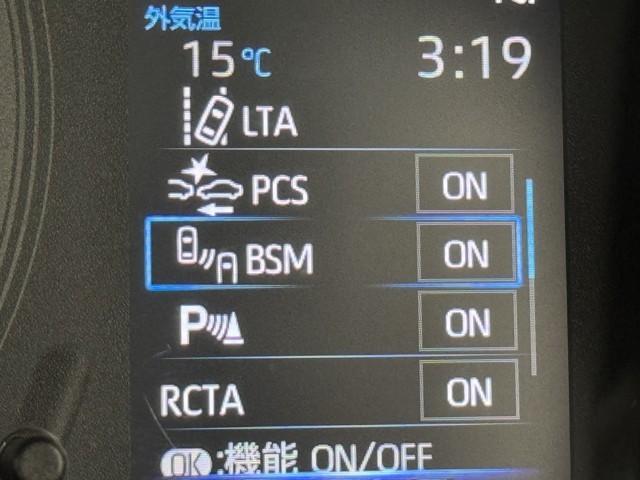 外気温
15℃ 3:19
LTA
PCS ON
BSM ON
P ON
RCTA ON
OK:機能 ON/OFF